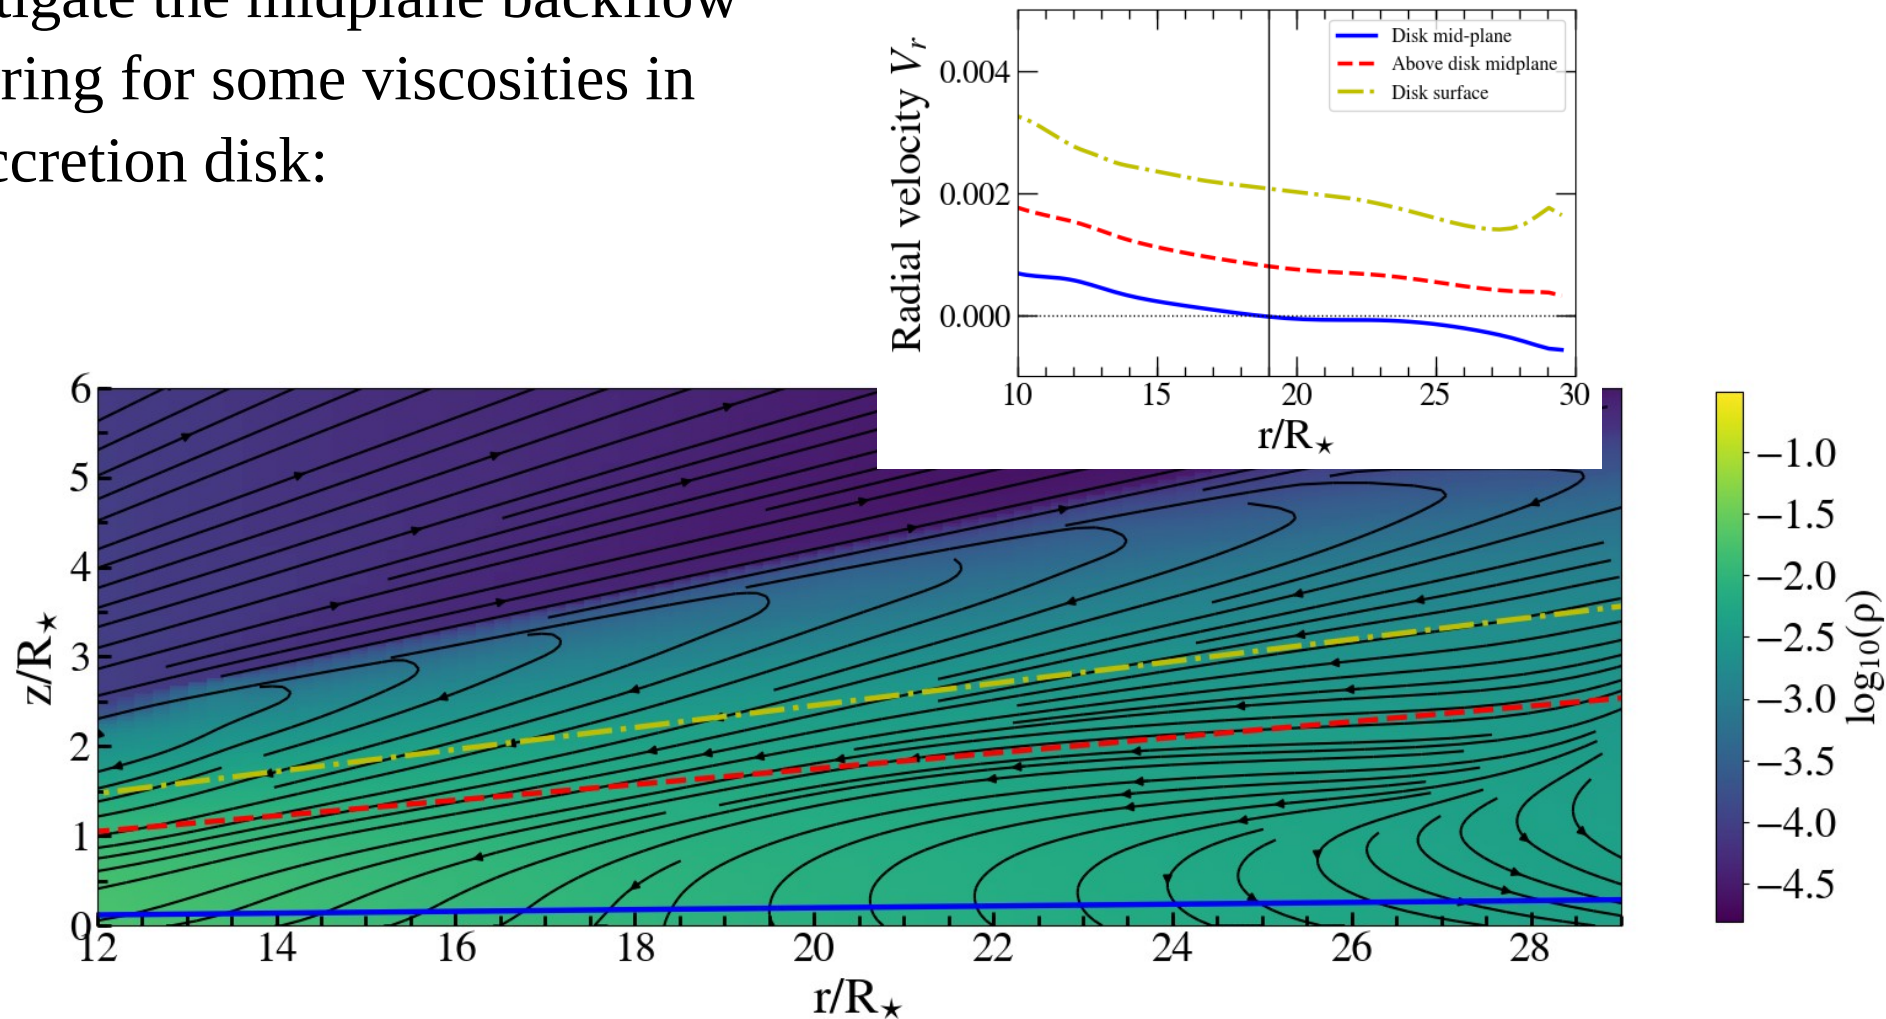 tigate the midplane backflow
ring for some viscosities in
ccretion disk:
Radial velocity Vr
0.004
0.002
0.000
Disk mid-plane
Above disk midplane
Disk surface
10 15 20 25 30
r/R★
z/R★
6
5
4
3
2
1
0
12 14 16 18 20 22 24 26 28
r/R★
−1.0
−1.5
−2.0
−2.5
−3.0
−3.5
−4.0
−4.5
log10(ρ)